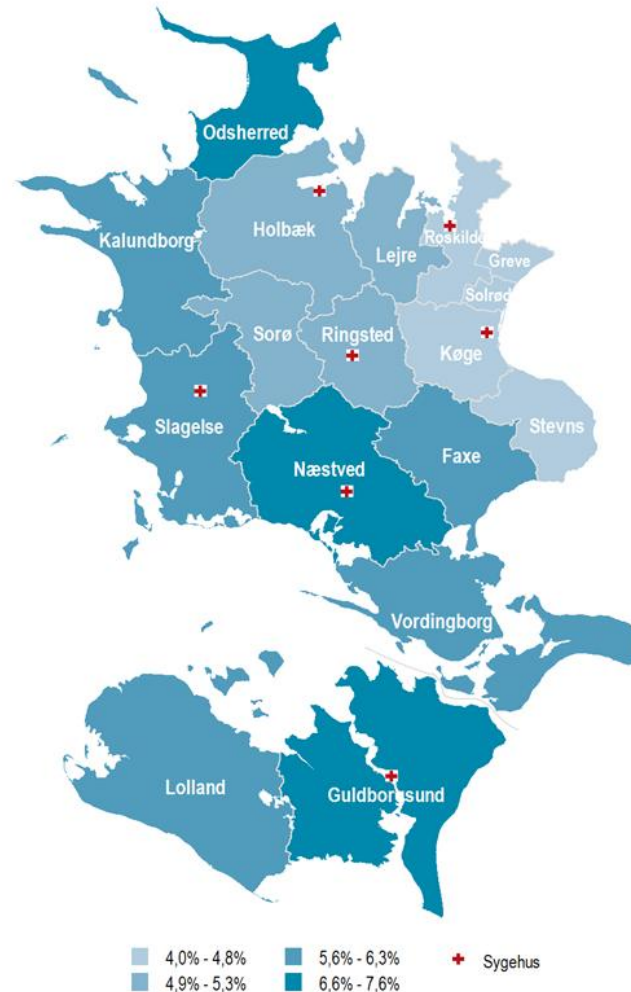 Odsherred
Kalundborg
Holbæk
Lejre
Roskilde
Greve
Solrød
Sorø
Ringsted
Køge
Slagelse
Stevns
Næstved
Faxe
Vordingborg
Lolland
Guldborgsund
4,0% - 4,8%
5,6% - 6,3%
Sygehus
4,9% - 5,3%
6,6% - 7,6%